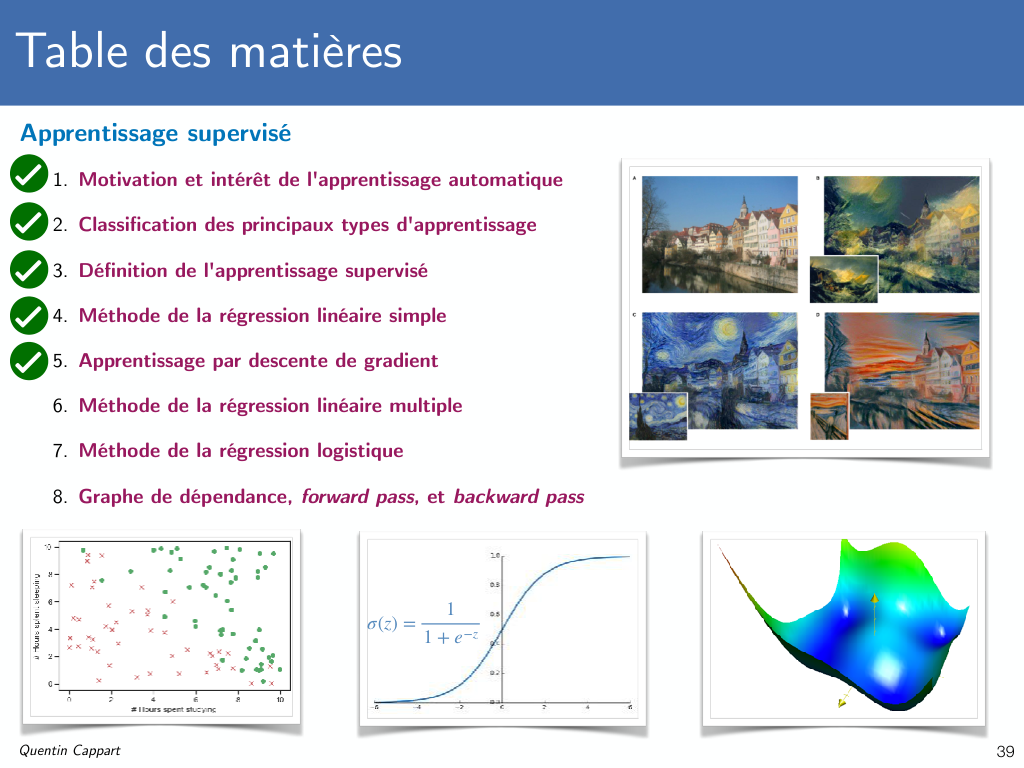 Table des matières
Apprentissage supervisé
1. Motivation et intérêt de l'apprentissage automatique
2. Classification des principaux types d'apprentissage
3. Définition de l'apprentissage supervisé
4. Méthode de la régression linéaire simple
5. Apprentissage par descente de gradient
6. Méthode de la régression linéaire multiple
7. Méthode de la régression logistique
8. Graphe de dépendance, forward pass, et backward pass
A
B
C
D
# Hours spent sleeping
10
8
6
4
2
0
0 2 4 6 8 10
# Hours spent studying
σ(z) = 1 / (1 + e^{-z})
1.0
0.8
0.6
0.2
0.0
-6 -4 -2 0 2 4 6
Quentin Cappart
39